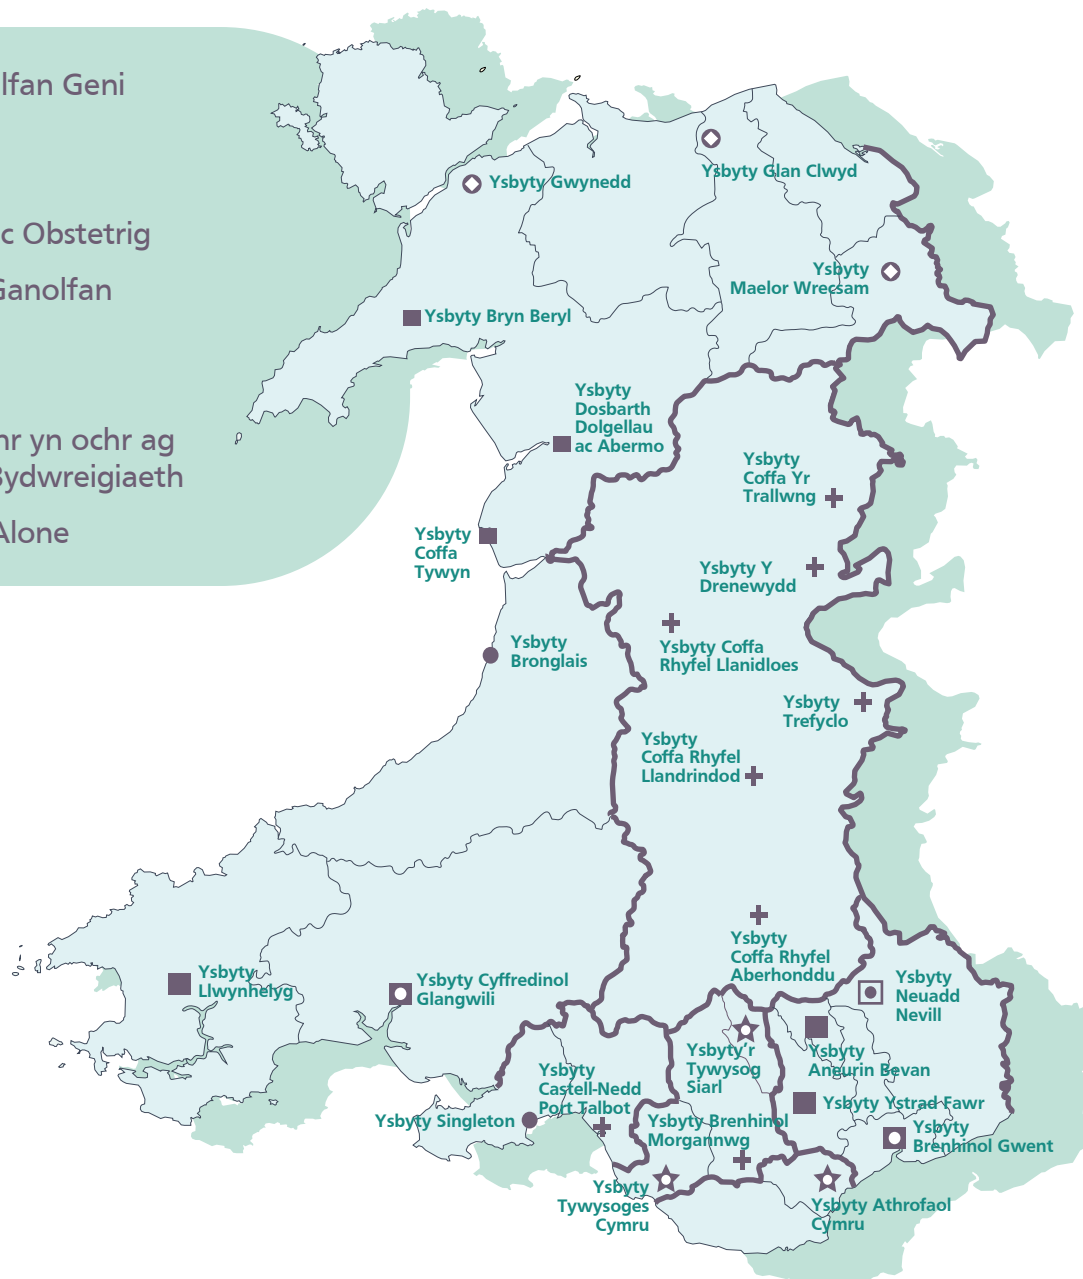 lfan Geni
c Obstetrig
Ganolfan
hr yn ochr ag
Bydwreigiaeth
Alone
Ysbyty Gwynedd
Ysbyty Glan Clwyd
Ysbyty
Maelor Wrecsam
Ysbyty Bryn Beryl
Ysbyty
Dosbarth
Dolgellau
ac Abermo
Ysbyty
Coffa Yr
Trallwng
Ysbyty
Coffa
Tywyn
Ysbyty Y
Drenewydd
Ysbyty
Bronglais
Ysbyty Coffa
Rhyfel Llanidloes
Ysbyty
Trefyclo
Ysbyty
Coffa Rhyfel
Llandrindod
Ysbyty
Coffa Rhyfel
Aberhonddu
Ysbyty
Llwynhelyg
Ysbyty Cyffredinol
Glangwili
Ysbyty
Neuadd
Nevill
Ysbyty'r
Tywysog
Siarl
Ysbyty
Aneurin Bevan
Ysbyty
Castell-Nedd
Port Talbot
Ysbyty Ystrad Fawr
Ysbyty Singleton
Ysbyty Brenhinol
Morgannwg
Ysbyty
Brenhinol Gwent
Ysbyty
Tywysoges
Cymru
Ysbyty Athrofaol
Cymru